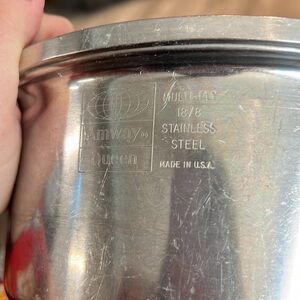 Amway®
Queen
MULTI-PLY
18/8
STAINLESS
STEEL
MADE IN U.S.A.